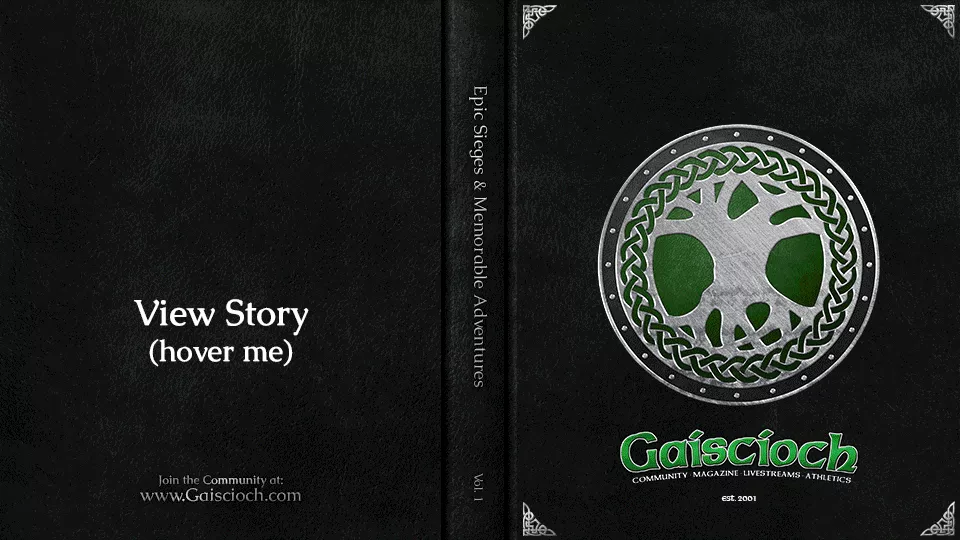 View Story
(hover me)
Join the Community at:
www.Gaiscioch.com
Epic Sieges & Memorable Adventures
Vol. 1
Gaiscioch
COMMUNITY · MAGAZINE · LIVESTREAMS · ATHLETICS
est. 2001